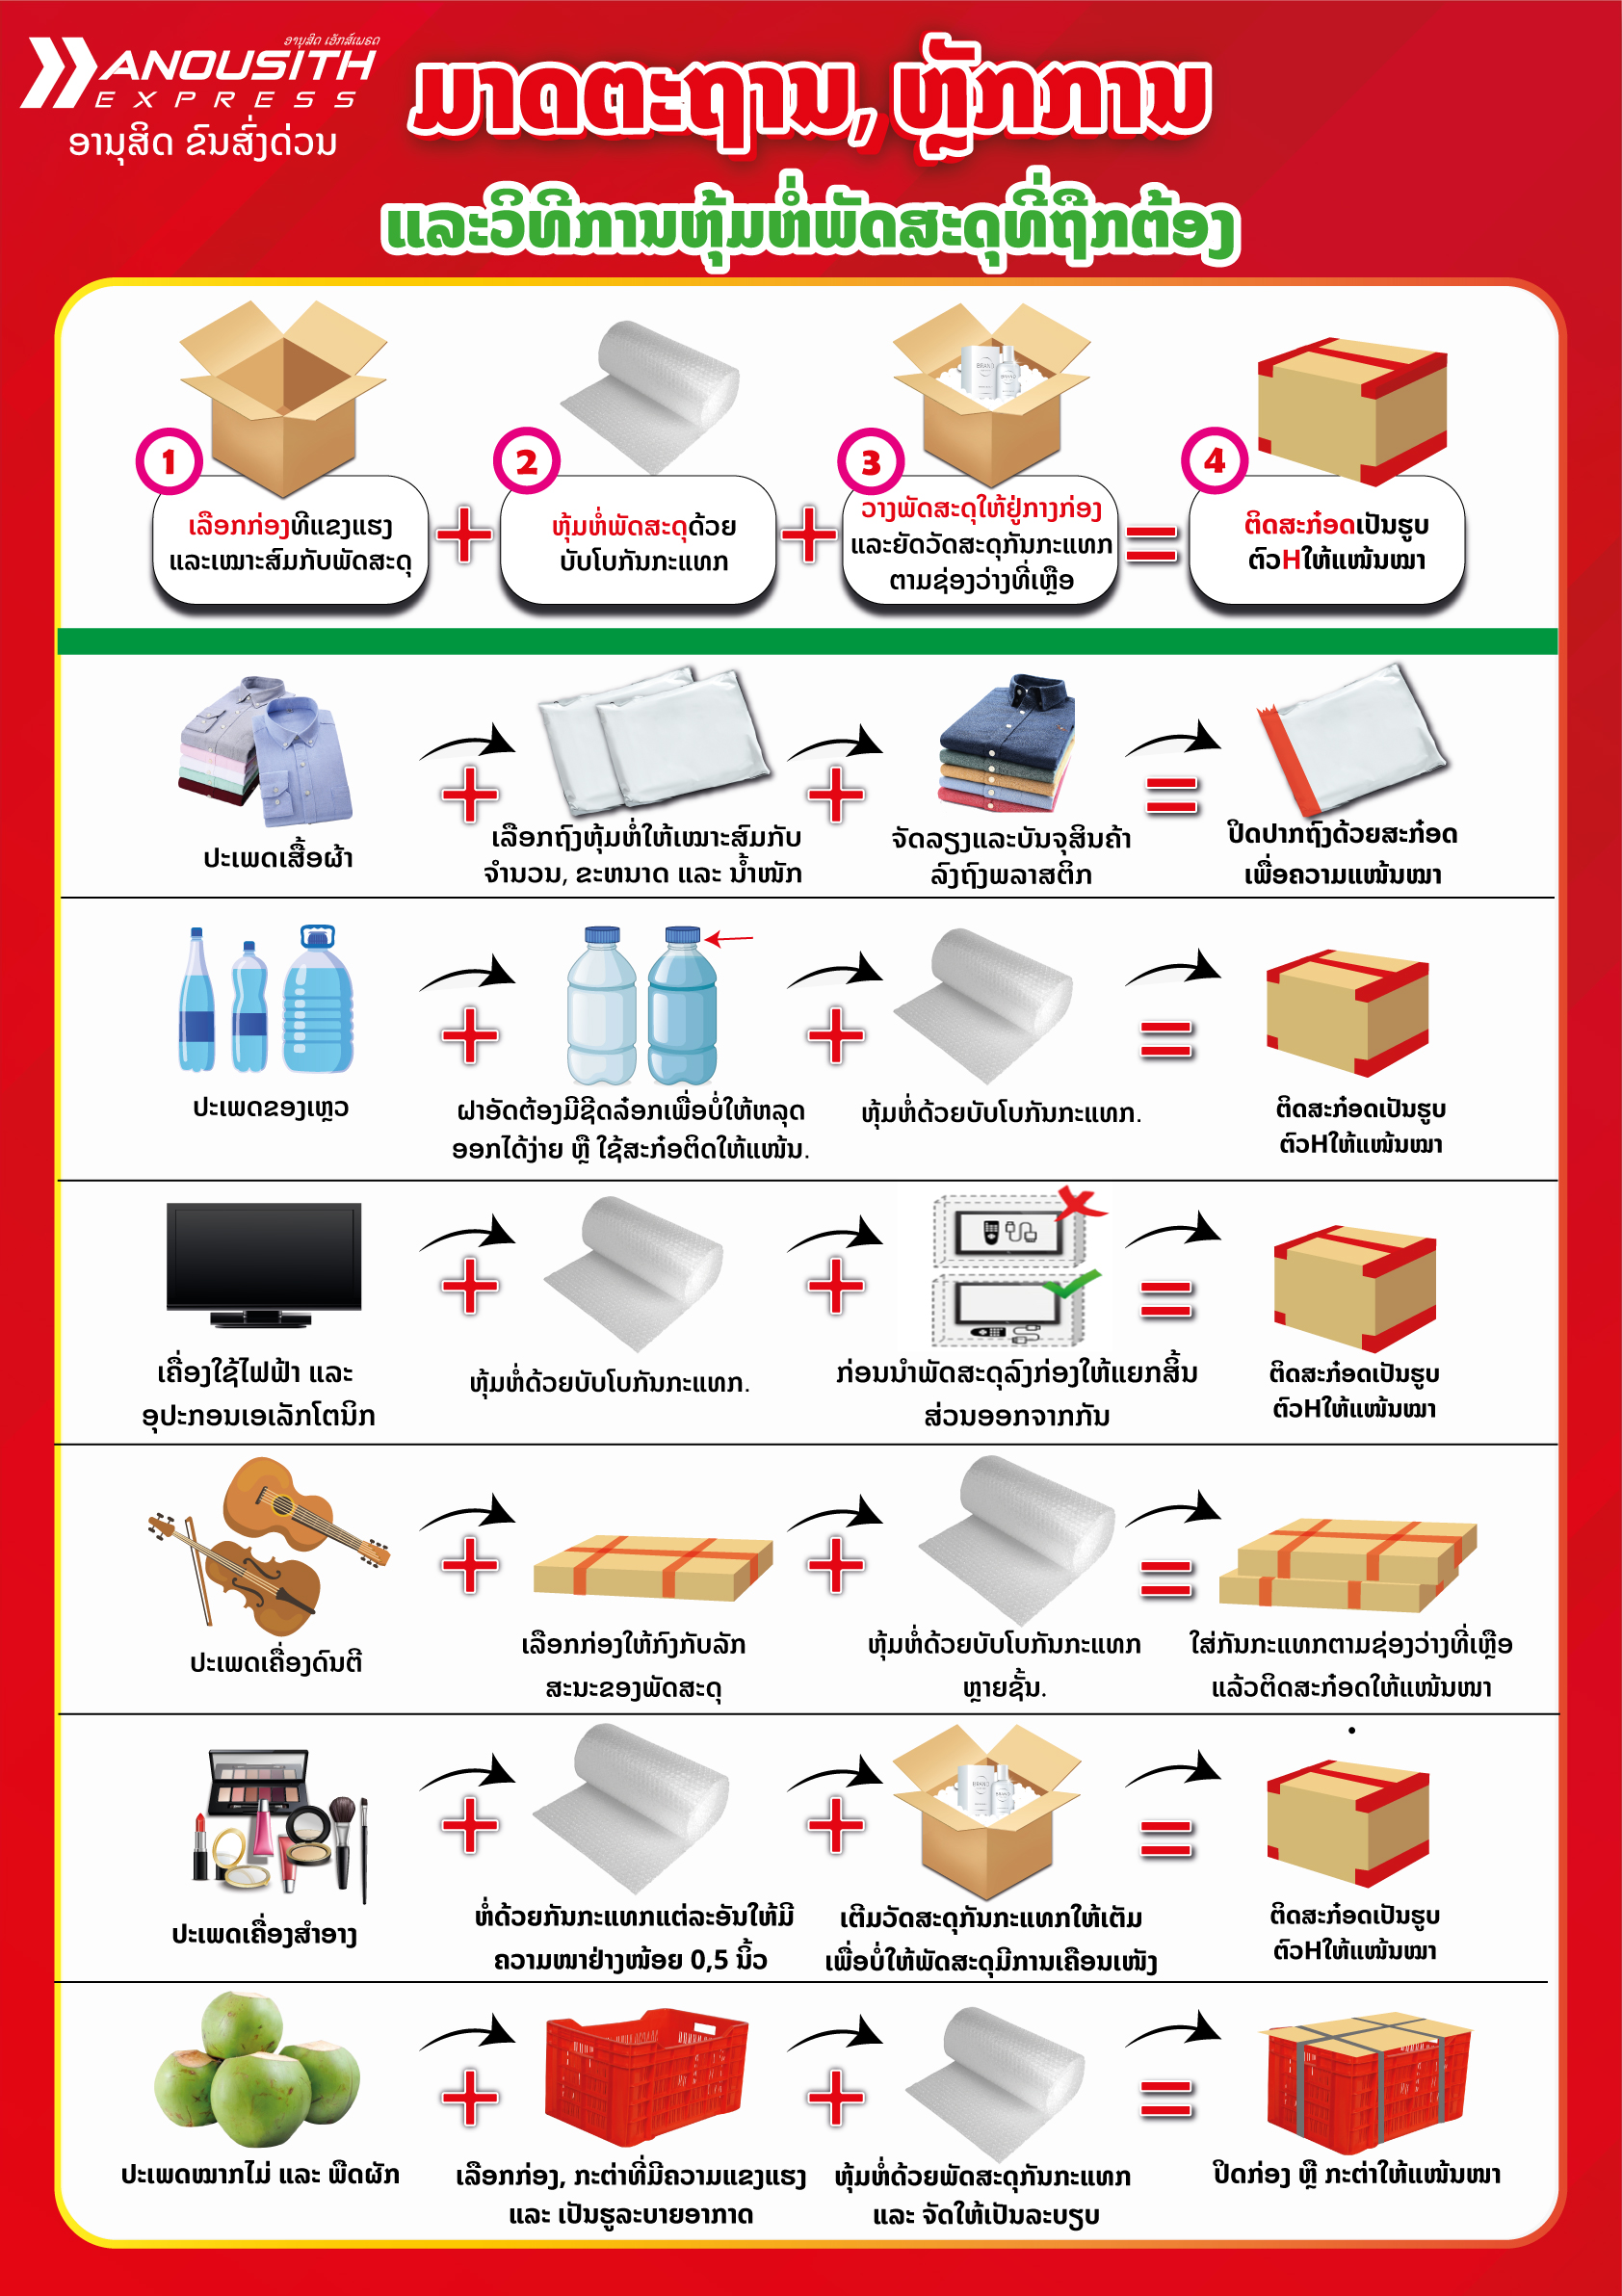 ອານຸສິດ ເອັກສ໌ເພຣດ
ANOUSITH
EXPRESS
ອານຸສິດ ຂົນສົ່ງດ່ວນ
ມາດຕະຖານ, ຫຼັກການ
ແລະວິທີການຫຸ້ມຫໍ່ພັດສະດຸທີ່ຖືກຕ້ອງ
1
ເລືອກກ່ອງທີແຂງແຮງ
ແລະເໝາະສົມກັບພັດສະດຸ
2
ຫຸ້ມຫໍ່ພັດສະດຸດ້ວຍ
ບັບໂບກັນກະແທກ
3
ວາງພັດສະດຸໃຫ້ຢູ່ກາງກ່ອງ
ແລະຍັດວັດສະດຸກັນກະແທກ
ຕາມຊ່ອງວ່າງທີ່ເຫຼືອ
4
ຕິດສະກ໋ອດເປັນຮູບ
ຕົວHໃຫ້ແໜ້ນໝາ
ປະເພດເສື້ອຜ້າ
ເລືອກຖົງຫຸ້ມຫໍ່ໃຫ້ເໝາະສົມກັບ
ຈຳນວນ, ຂະຫນາດ ແລະ ນ້ຳໜັກ
ຈັດລຽງແລະບັນຈຸສິນຄ້າ
ລົງຖົງພລາສຕິກ
ປິດປາກຖົງດ້ວຍສະກ໋ອດ
ເພື່ອຄວາມແໜ້ນໝາ
ປະເພດຂອງເຫຼວ
ຝາອັດຕ້ອງມີຊີດລ໋ອກເພື່ອບໍ່ໃຫ້ຫລຸດ
ອອກໄດ້ງ່າຍ ຫຼື ໃຊ້ສະກ໋ອຕິດໃຫ້ແໜ້ນ.
ຫຸ້ມຫໍ່ດ້ວຍບັບໂບກັນກະແທກ.
ຕິດສະກ໋ອດເປັນຮູບ
ຕົວHໃຫ້ແໜ້ນໝາ
ເຄື່ອງໃຊ້ໄຟຟ້າ ແລະ
ອຸປະກອນເອເລັກໂຕນິກ
ຫຸ້ມຫໍ່ດ້ວຍບັບໂບກັນກະແທກ.
ກ່ອນນຳພັດສະດຸລົງກ່ອງໃຫ້ແຍກສິ້ນ
ສ່ວນອອກຈາກກັນ
ຕິດສະກ໋ອດເປັນຮູບ
ຕົວHໃຫ້ແໜ້ນໝາ
ປະເພດເຄື່ອງດົນຕີ
ເລືອກກ່ອງໃຫ້ກົງກັບລັກ
ສະນະຂອງພັດສະດຸ
ຫຸ້ມຫໍ່ດ້ວຍບັບໂບກັນກະແທກ
ຫຼາຍຊັ້ນ.
ໃສ່ກັນກະແທກຕາມຊ່ອງວ່າງທີ່ເຫຼືອ
ແລ້ວຕິດສະກ໋ອດໃຫ້ແໜ້ນໜາ
ປະເພດເຄື່ອງສຳອາງ
ຫໍ່ດ້ວຍກັນກະແທກແຕ່ລະອັນໃຫ້ມີ
ຄວາມໜາຢ່າງໜ້ອຍ 0,5 ນິ້ວ
ເຕີມວັດສະດຸກັນກະແທກໃຫ້ເຕັມ
ເພື່ອບໍ່ໃຫ້ພັດສະດຸມີການເຄືອນເໜັງ
ຕິດສະກ໋ອດເປັນຮູບ
ຕົວHໃຫ້ແໜ້ນໝາ
ປະເພດໝາກໄມ່ ແລະ ພືດຜັກ
ເລືອກກ່ອງ, ກະຕ່າທີ່ມີຄວາມແຂງແຮງ
ແລະ ເປັນຮູລະບາຍອາກາດ
ຫຸ້ມຫໍ່ດ້ວຍພັດສະດຸກັນກະແທກ
ແລະ ຈັດໃຫ້ເປັນລະບຽບ
ປິດກ່ອງ ຫຼື ກະຕ່າໃຫ້ແໜ້ນໜາ